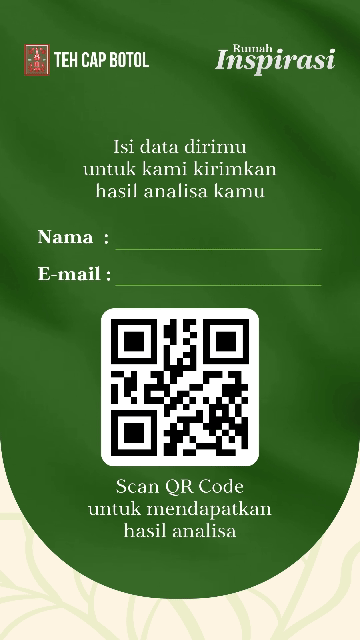 TEH CAP BOTOL
Rumah
Inspirasi
Isi data dirimu
untuk kami kirimkan
hasil analisa kamu
Nama :
E-mail :
Scan QR Code
untuk mendapatkan
hasil analisa